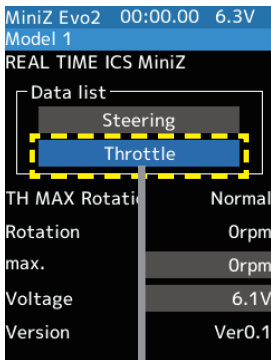 MiniZ Evo2 00:00.00 6.3V
Model 1
REAL TIME ICS MiniZ
Data list
Steering
Throttle
TH MAX Normal
Rotation 0rpm
max. 0rpm
Voltage 6.1V
Version Ver0.1